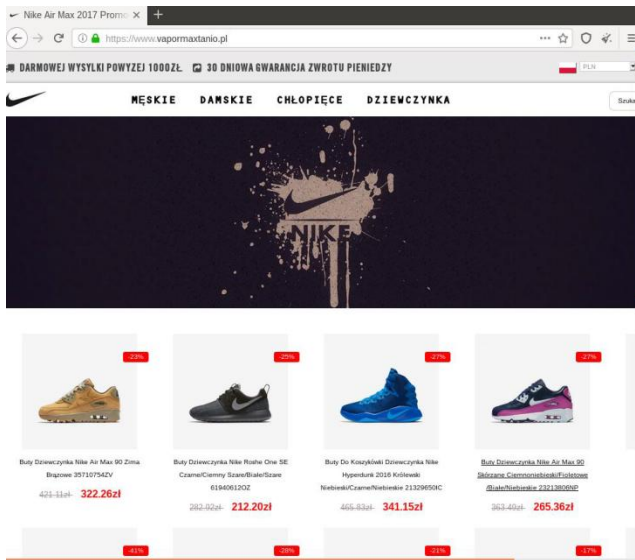 Nike Air Max 2017 Promo
https://www.vapormaxtanio.pl
DARMOWEJ WYSYLKI POWYZEJ 1000ZŁ 30 DNIOWA GWARANCJA ZWROTU PIENIEDZY
PLN
MĘSKIE DAMSKIE CHŁOPIĘCE DZIEWCZYNKA
Szuka
NIKE
-23% -25% -27% -27%
Buty Dziewczynka Nike Air Max 90 Zima
Brązowe 35710754ZV
421.11zł 322.26zł
Buty Dziewczynka Nike Roshe One SE
Czarne/Ciemny Szare/Białe/Szare
61940612OZ
282.92zł 212.20zł
Buty Do Koszykówki Dziewczynka Nike
Hyperdunk 2016 Królewski
Niebieski/Czarne/Niebieskie 21329650IC
465.83zł 341.15zł
Buty Dziewczynka Nike Air Max 90
Skórzane Ciemnoniebieski/Fioletowe
/Białe/Niebieskie 23213806NP
363.49zł 265.36zł
-41% -28% -21% -17%